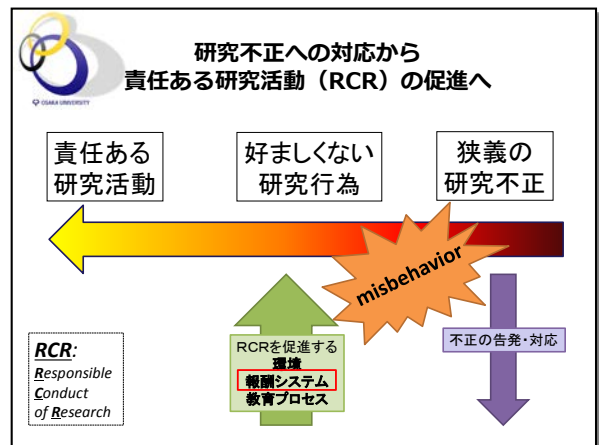 研究不正への対応から
責任ある研究活動（RCR）の促進へ
OSAKA UNIVERSITY
責任ある
研究活動
好ましくない
研究行為
狭義の
研究不正
misbehavior
RCRを促進する
環境
報酬システム
教育プロセス
不正の告発・対応
RCR:
Responsible
Conduct
of Research